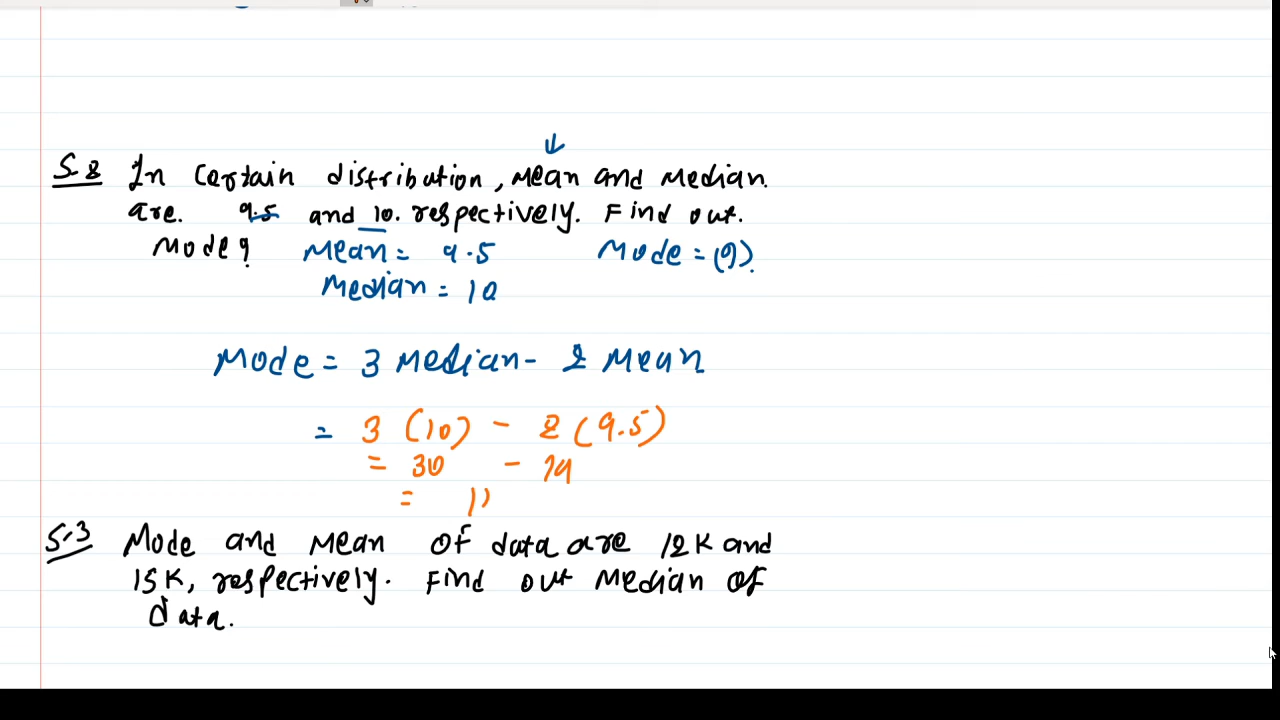 5.2 In Certain distribution, Mean and Median
are. 9.5 and 10. respectively. Find out.
Mode? Mean = 9.5 Mode = (?).
Median = 10
Mode = 3 Median - 2 Mean
= 3 (10) - 2 (9.5)
= 30 - 19
= 11
5.3 Mode and Mean of data are 12K and
15K, respectively. Find out Median of
data.